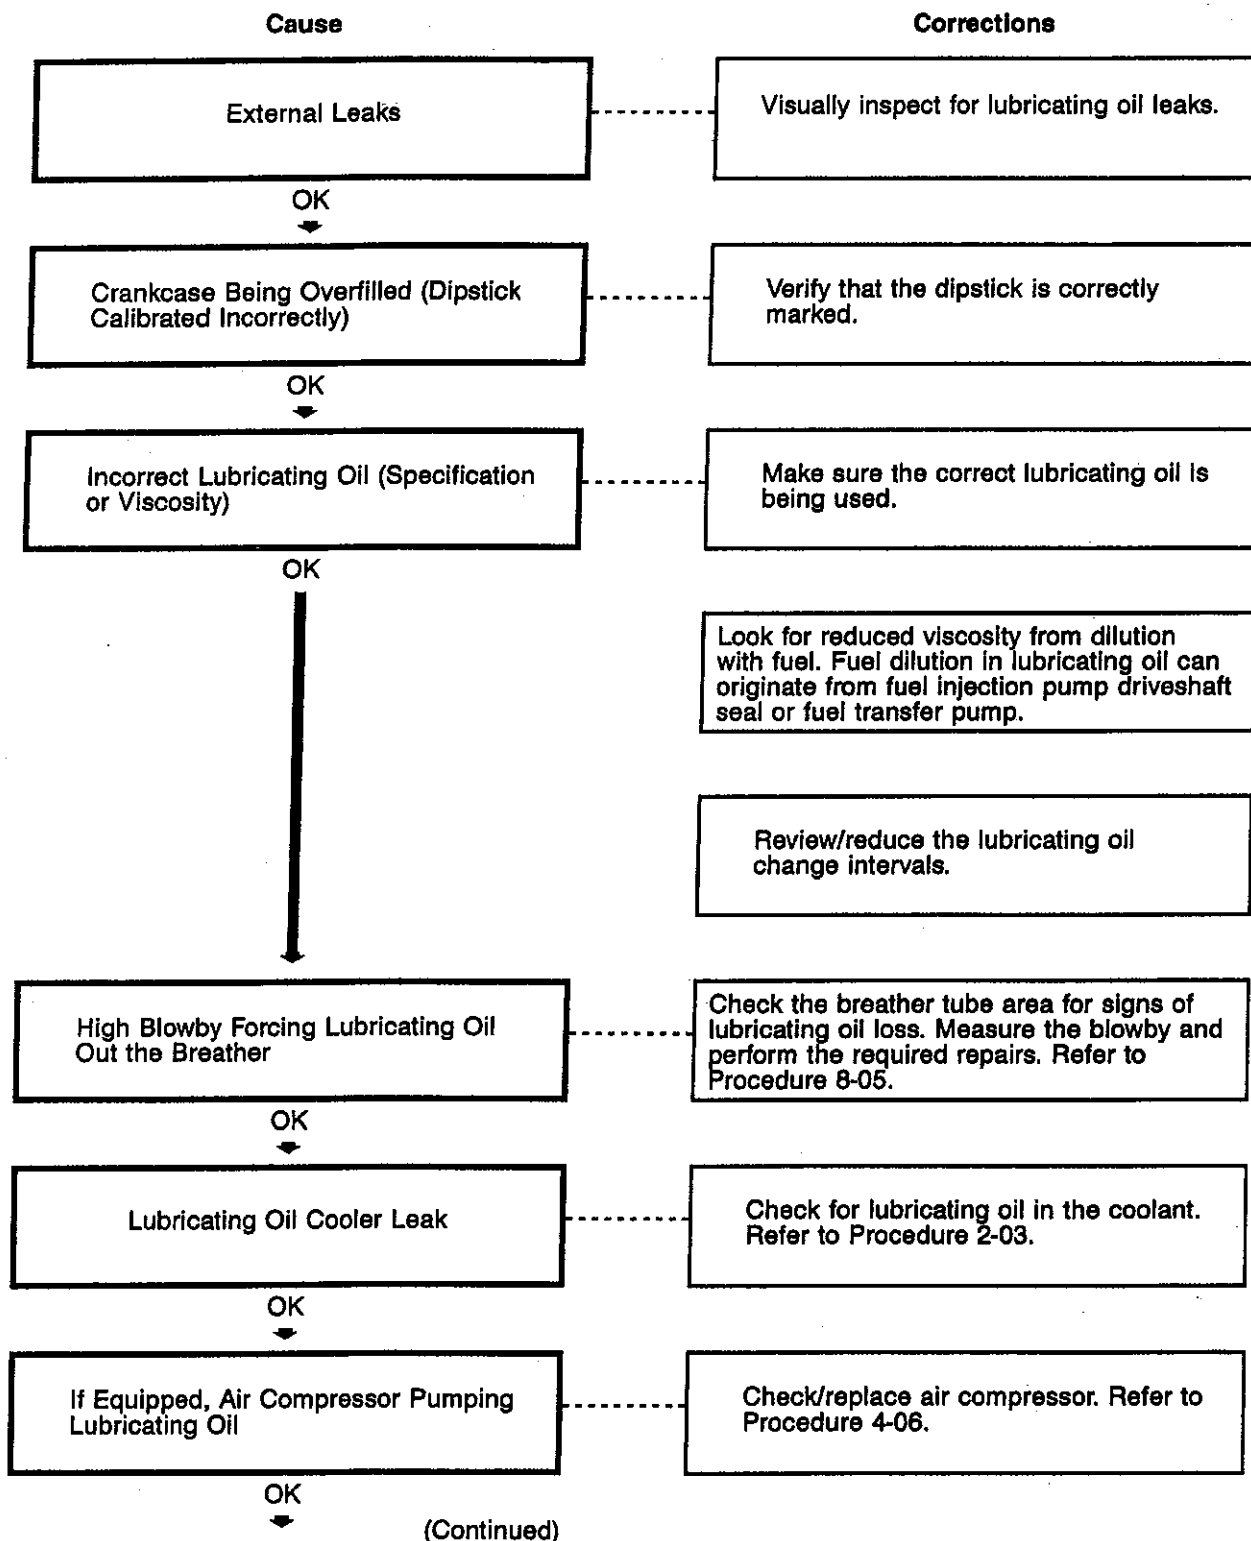 Cause
Corrections
External Leaks
Visually inspect for lubricating oil leaks.
OK
Crankcase Being Overfilled (Dipstick
Calibrated Incorrectly)
Verify that the dipstick is correctly
marked.
OK
Incorrect Lubricating Oil (Specification
or Viscosity)
Make sure the correct lubricating oil is
being used.
OK
Look for reduced viscosity from dilution
with fuel. Fuel dilution in lubricating oil can
originate from fuel injection pump driveshaft
seal or fuel transfer pump.
Review/reduce the lubricating oil
change intervals.
High Blowby Forcing Lubricating Oil
Out the Breather
Check the breather tube area for signs of
lubricating oil loss. Measure the blowby and
perform the required repairs. Refer to
Procedure 8-05.
OK
Lubricating Oil Cooler Leak
Check for lubricating oil in the coolant.
Refer to Procedure 2-03.
OK
If Equipped, Air Compressor Pumping
Lubricating Oil
Check/replace air compressor. Refer to
Procedure 4-06.
OK
(Continued)